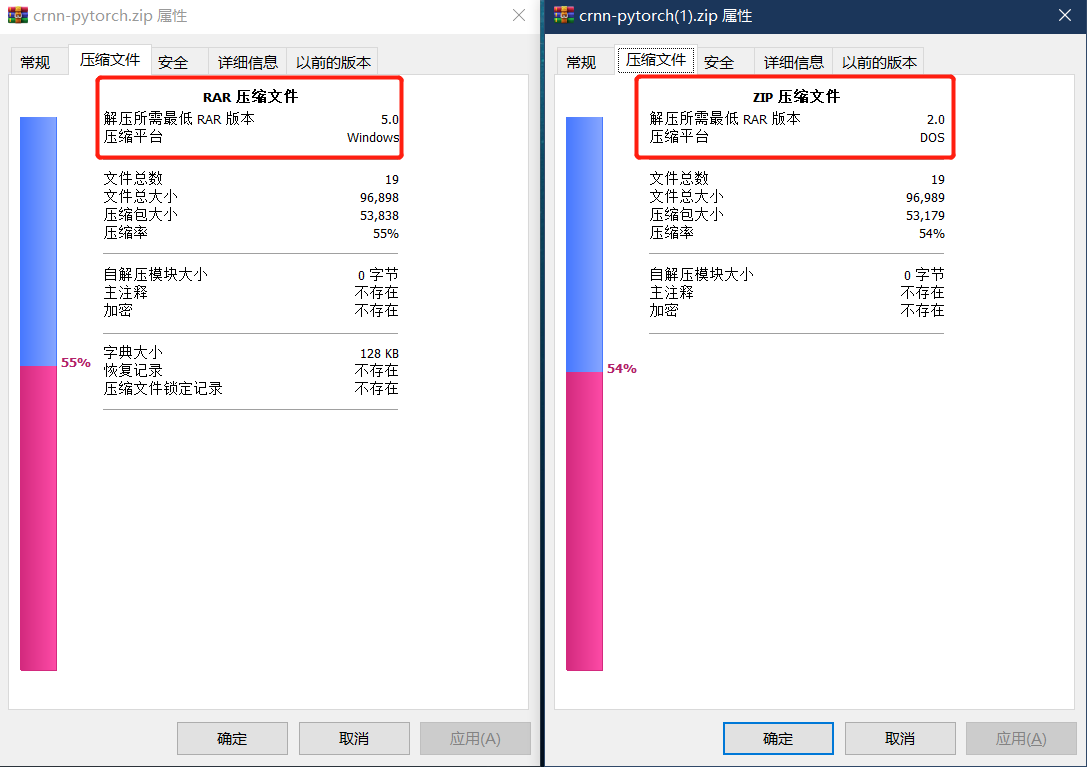 crnn-pytorch.zip 属性
常规 压缩文件 安全 详细信息 以前的版本
RAR 压缩文件
解压所需最低 RAR 版本 5.0
压缩平台 Windows
文件总数 19
文件总大小 96,898
压缩包大小 53,838
压缩率 55%
自解压模块大小 0 字节
主注释 不存在
加密 不存在
字典大小 128 KB
55%
恢复记录 不存在
压缩文件锁定记录 不存在
确定 取消 应用(A)
crnn-pytorch(1).zip 属性
常规 压缩文件 安全 详细信息 以前的版本
ZIP 压缩文件
解压所需最低 RAR 版本 2.0
压缩平台 DOS
文件总数 19
文件总大小 96,989
压缩包大小 53,179
压缩率 54%
自解压模块大小 0 字节
主注释 不存在
加密 不存在
54%
确定 取消 应用(A)